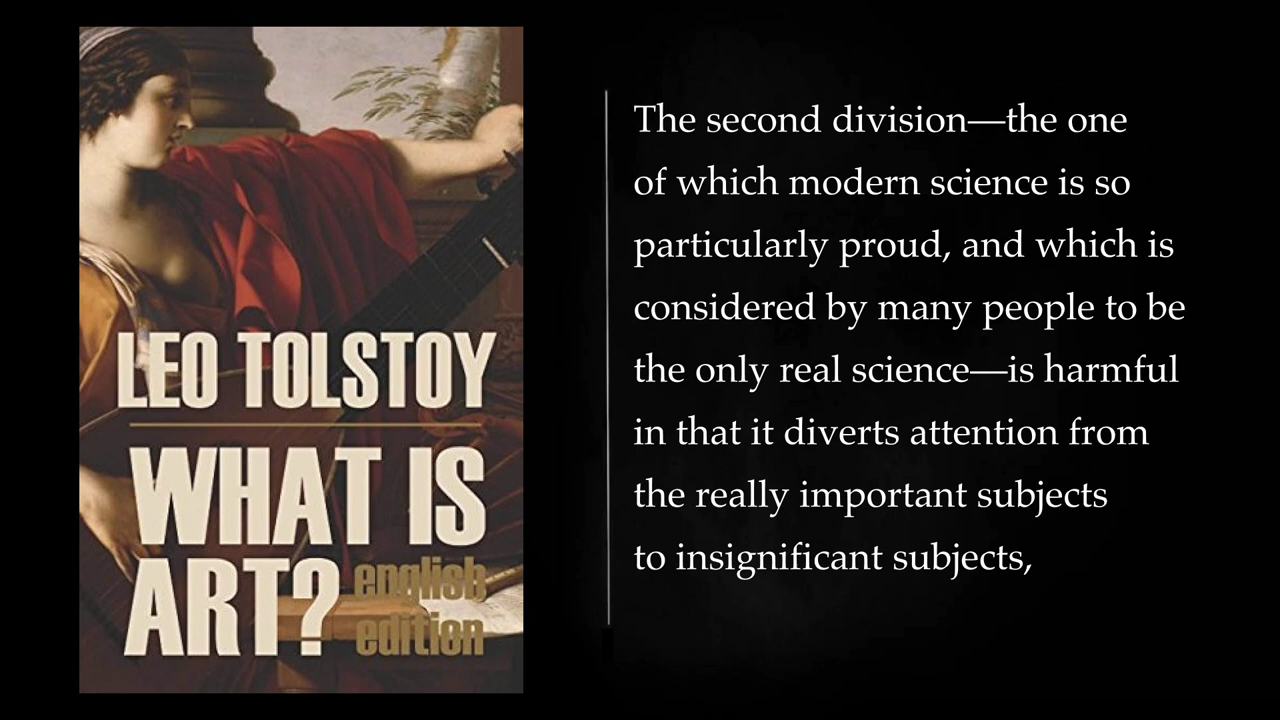 LEO TOLSTOY
WHAT IS
ART?
english
edition
The second division—the one
of which modern science is so
particularly proud, and which is
considered by many people to be
the only real science—is harmful
in that it diverts attention from
the really important subjects
to insignificant subjects,